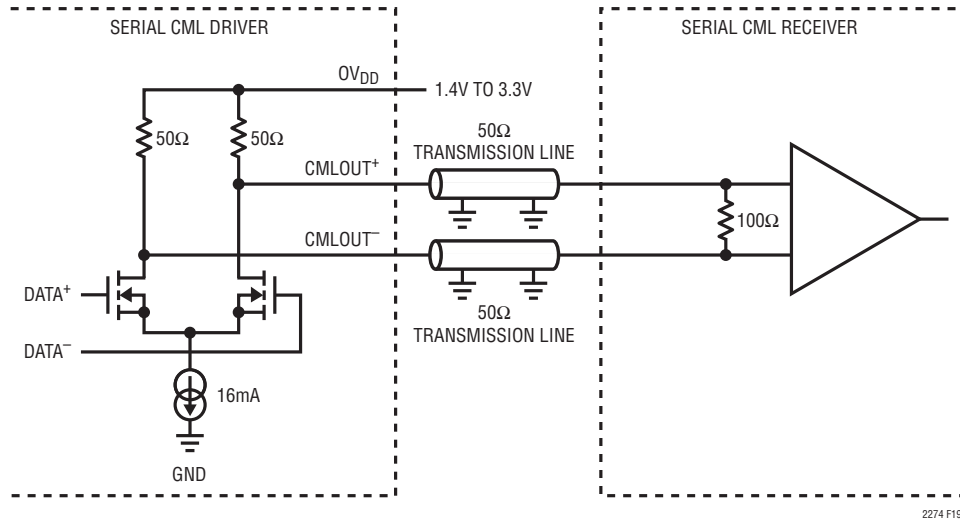 SERIAL CML DRIVER
SERIAL CML RECEIVER
OVDD
1.4V TO 3.3V
50Ω
50Ω
50Ω
TRANSMISSION LINE
CMLOUT+
100Ω
CMLOUT–
DATA+
50Ω
TRANSMISSION LINE
DATA–
16mA
GND
2274 F19